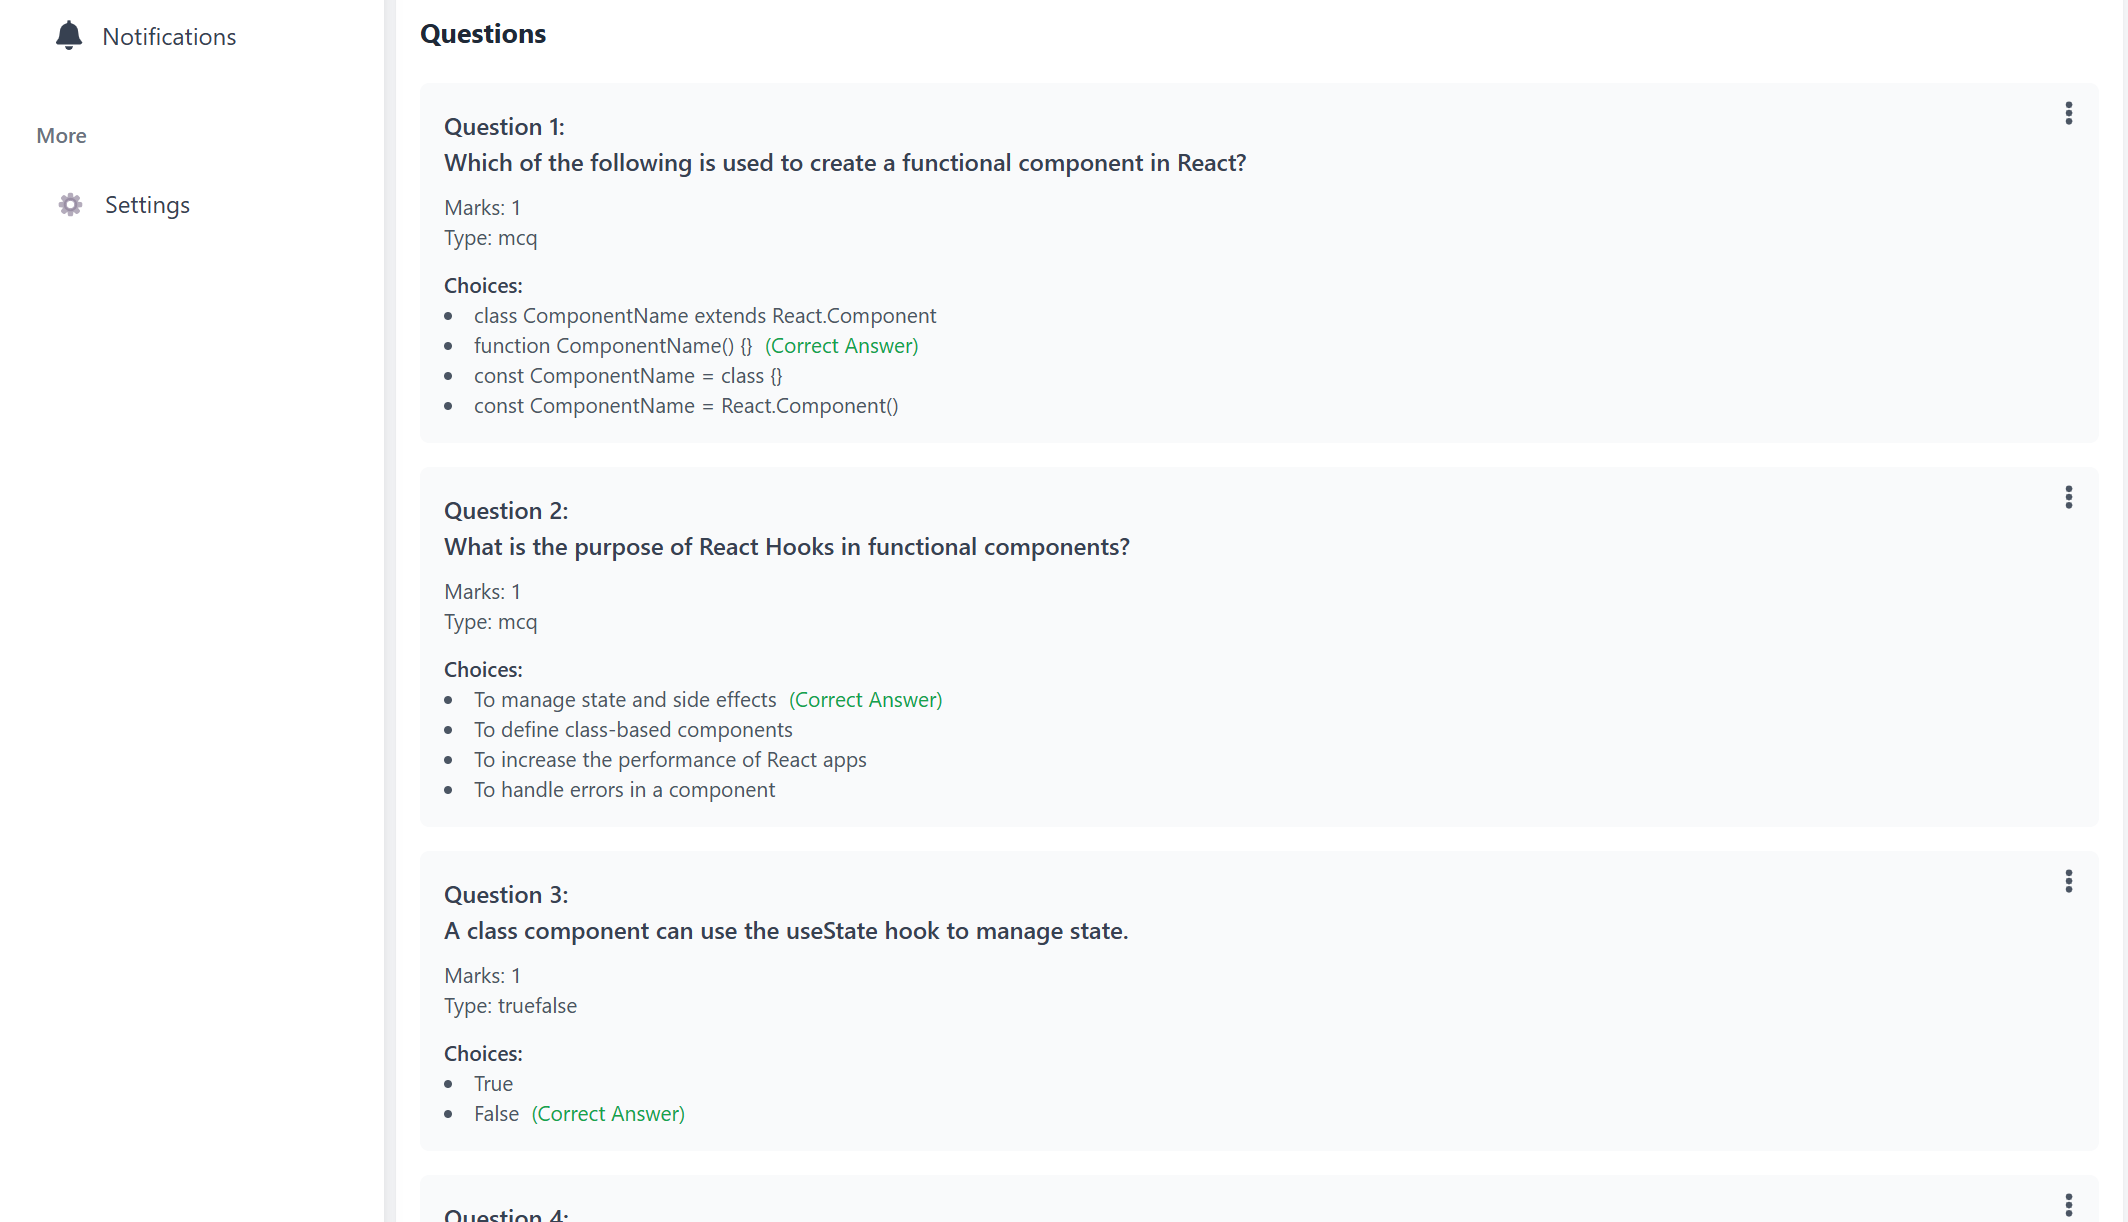 Notifications
More
Settings
Questions
Question 1:
Which of the following is used to create a functional component in React?
Marks: 1
Type: mcq
Choices:
• class ComponentName extends React.Component
• function ComponentName() {} (Correct Answer)
• const ComponentName = class {}
• const ComponentName = React.Component()
Question 2:
What is the purpose of React Hooks in functional components?
Marks: 1
Type: mcq
Choices:
• To manage state and side effects (Correct Answer)
• To define class-based components
• To increase the performance of React apps
• To handle errors in a component
Question 3:
A class component can use the useState hook to manage state.
Marks: 1
Type: truefalse
Choices:
• True
• False (Correct Answer)
Question 4: